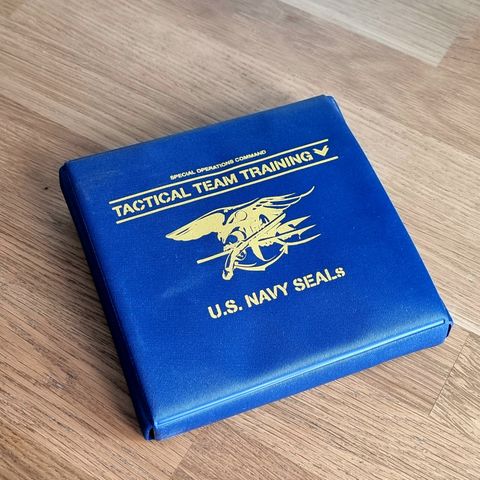 SPECIAL OPERATIONS COMMAND
TACTICAL TEAM TRAINING
U.S. NAVY SEALs